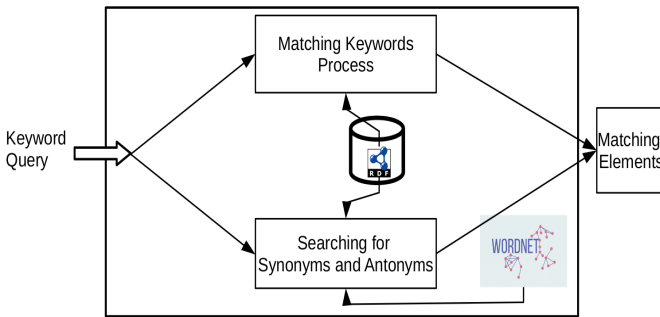 Matching Keywords
Process
Keyword
Query
RDF
Matching
Elements
Searching for
Synonyms and Antonyms
WORDNET